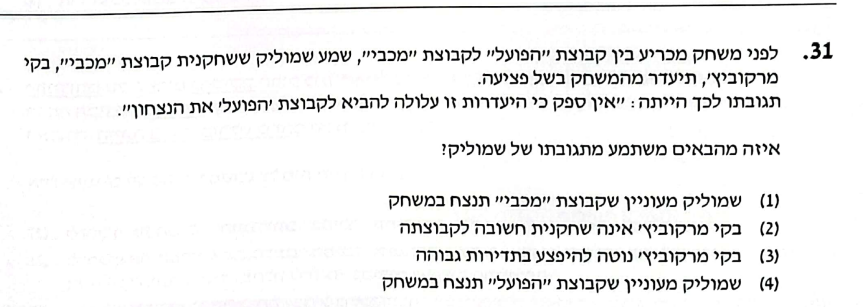 31. לפני משחק מכריע בין קבוצת ״הפועל״ לקבוצת ״מכבי״, שמע שמוליק ששחקנית קבוצת ״מכבי״, בקי
מרקוביץ׳, תיעדר מהמשחק בשל פציעה.
תגובתו לכך הייתה: ״אין ספק כי היעדרות זו עלולה להביא לקבוצת ׳הפועל׳ את הנצחון״.
איזה מהבאים משתמע מתגובתו של שמוליק?
(1) שמוליק מעוניין שקבוצת ״מכבי״ תנצח במשחק
(2) בקי מרקוביץ׳ אינה שחקנית חשובה לקבוצתה
(3) בקי מרקוביץ׳ נוטה להיפצע בתדירות גבוהה
(4) שמוליק מעוניין שקבוצת ״הפועל״ תנצח במשחק